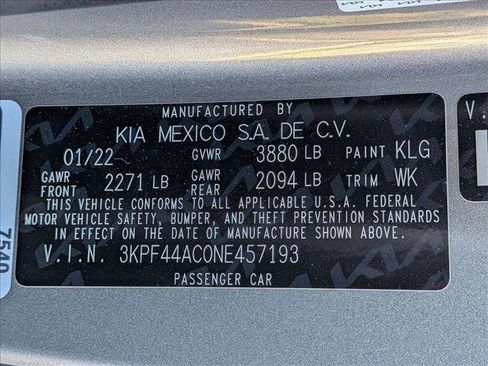 MANUFACTURED BY
KIA MEXICO S.A. DE C.V.
01/22 GVWR 3880 LB PAINT KLG
GAWR FRONT 2271 LB GAWR REAR 2094 LB TRIM WK
THIS VEHICLE CONFORMS TO ALL APPLICABLE U.S.A. FEDERAL
MOTOR VEHICLE SAFETY, BUMPER, AND THEFT PREVENTION STANDARDS
IN EFFECT ON THE DATE OF MANUFACTURE SHOWN ABOVE.
V.I.N. 3KPF44AC0NE457193
PASSENGER CAR
7540
V.